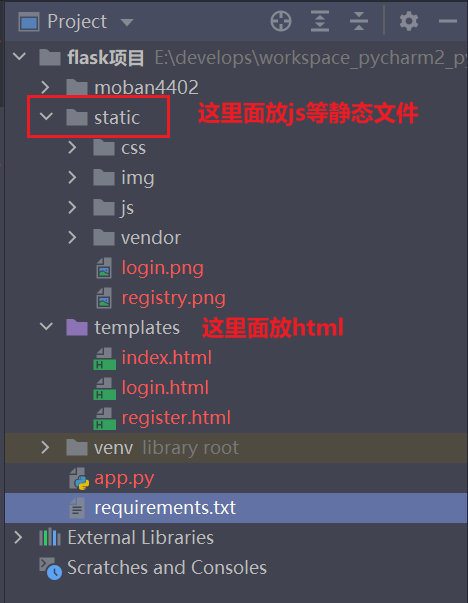 Project
flask项目 E:\develops\workspace_pycharm2_py
moban4402
static 这里面放js等静态文件
css
img
js
vendor
login.png
registry.png
templates 这里面放html
index.html
login.html
register.html
venv library root
app.py
requirements.txt
External Libraries
Scratches and Consoles